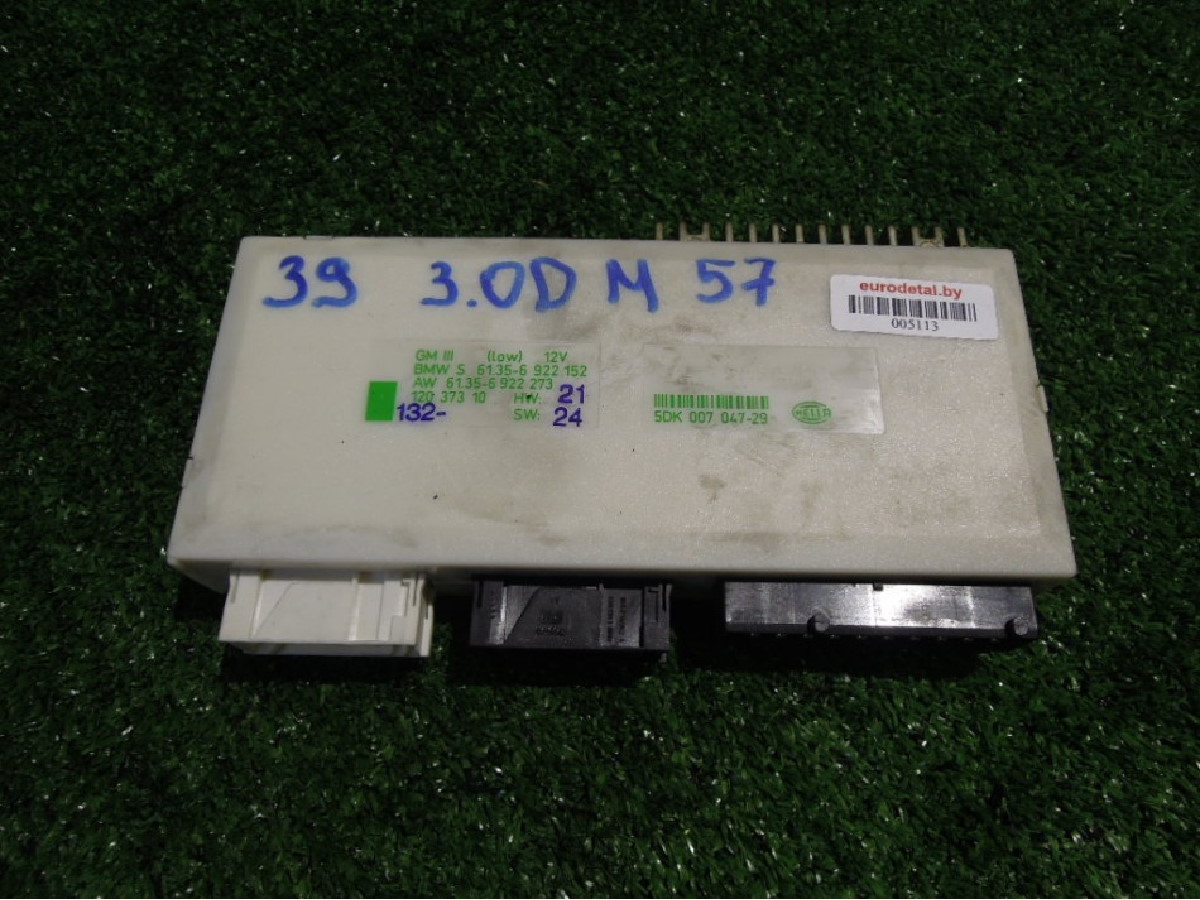 39 3.0D M 57
eurodetal.by
005113
GM III (low) 12V
BMW S 61.35-6 922 152
AW 61.35-6 922 273
120 373 10 HW: 21
132- SW: 24
5DK 007 047-29
HELLA